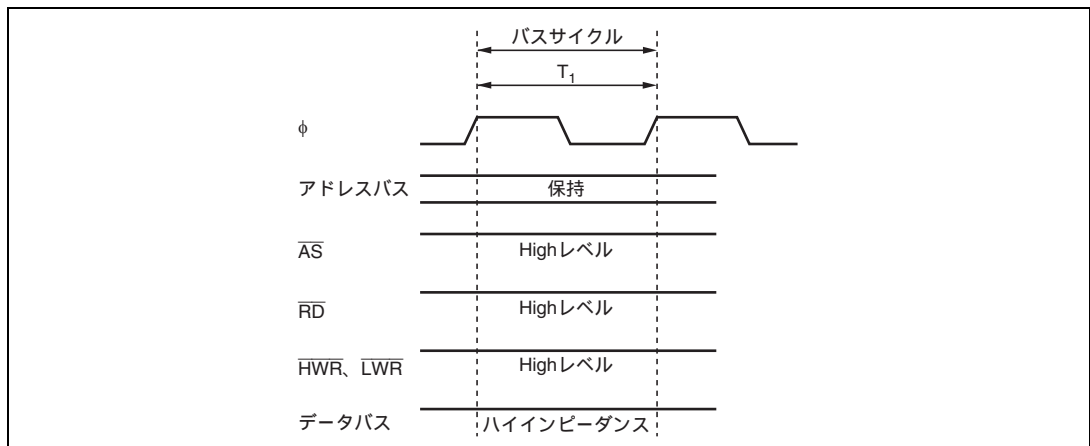 バスサイクル
T1
φ
アドレスバス 保持
AS Highレベル
RD Highレベル
HWR、LWR Highレベル
データバス ハイインピーダンス